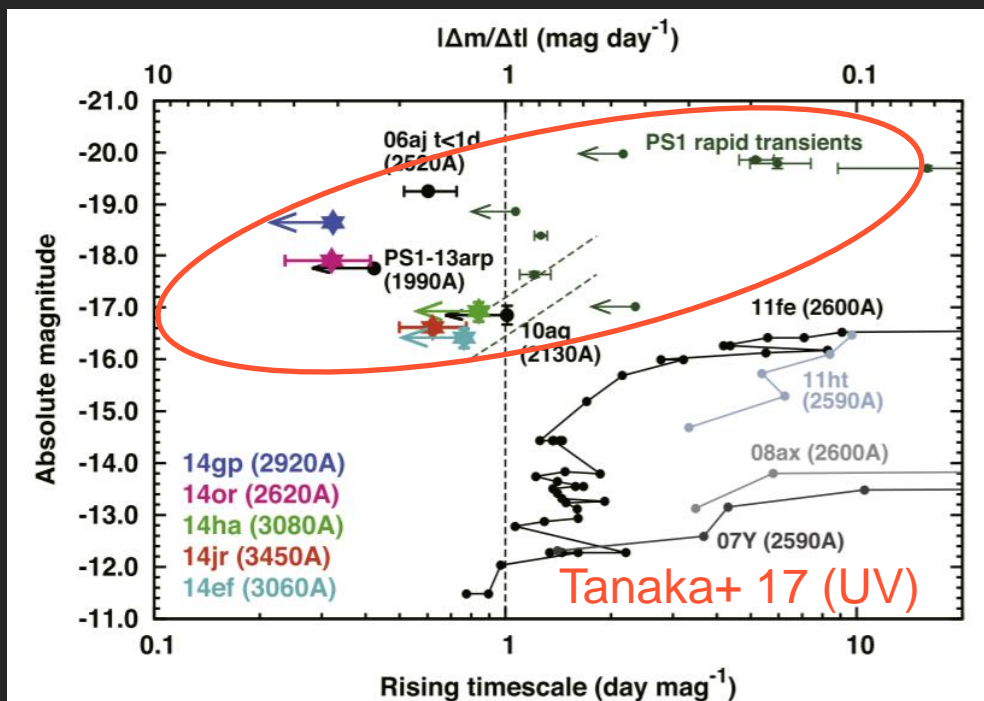 |Δm/Δt| (mag day⁻¹)
10 1 0.1
-21.0
-20.0
-19.0
-18.0
-17.0
-16.0
-15.0
-14.0
-13.0
-12.0
-11.0
Absolute magnitude
06aj t<1d
(2520A)
PS1 rapid transients
PS1-13arp
(1990A)
10aq
(2130A)
11fe (2600A)
11ht
(2590A)
08ax (2600A)
07Y (2590A)
14gp (2920A)
14or (2620A)
14ha (3080A)
14jr (3450A)
14ef (3060A)
Tanaka+ 17 (UV)
0.1 1 10
Rising timescale (day mag⁻¹)